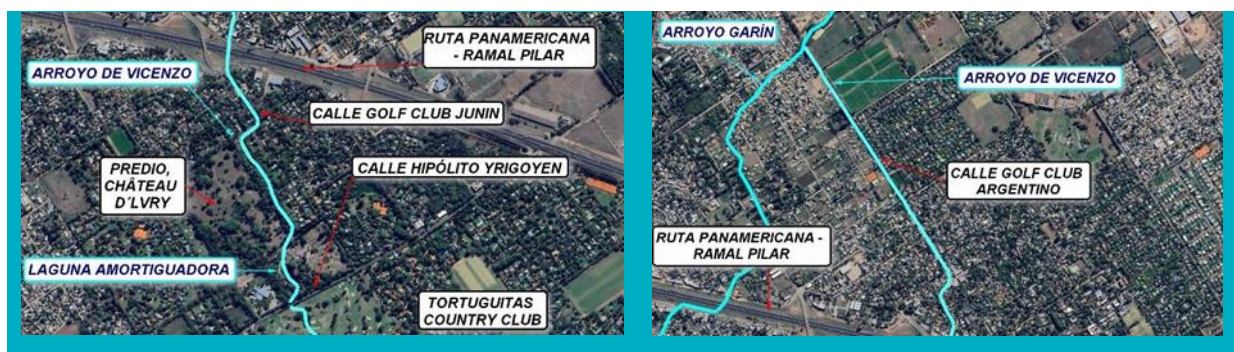 RUTA PANAMERICANA
- RAMAL PILAR
ARROYO DE VICENZO
CALLE GOLF CLUB JUNIN
PREDIO,
CHÂTEAU
D´LVRY
CALLE HIPÓLITO YRIGOYEN
LAGUNA AMORTIGUADORA
TORTUGUITAS
COUNTRY CLUB
ARROYO GARÍN
ARROYO DE VICENZO
CALLE GOLF CLUB
ARGENTINO
RUTA PANAMERICANA -
RAMAL PILAR